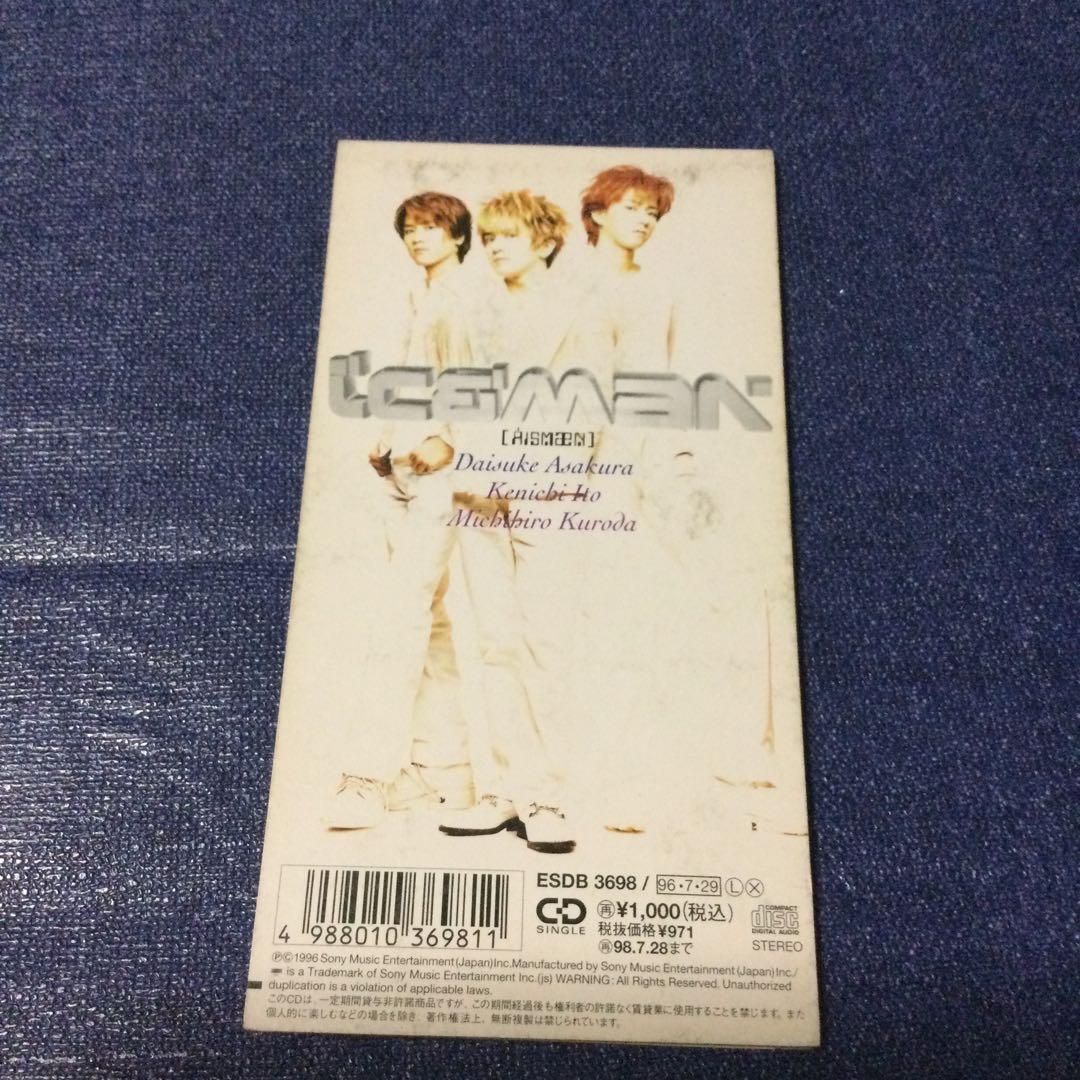 Iceman
[AISMÆN]
Daisuke Asakura
Kenichi Ito
Michihiro Kuroda
ESDB 3698 / 96・7・29 Ⓛ Ⓧ
CD
SINGLE
再 ¥1,000(税込)
税抜価格¥971
再98.7.28まで
COMPACT
disc
DIGITAL AUDIO
STEREO
4 988010 369811
ⓅⒸ1996 Sony Music Entertainment(Japan)Inc.Manufactured by Sony Music Entertainment(Japan)Inc./
is a Trademark of Sony Music Entertainment Inc.(js) WARNING: All Rights Reserved. Unauthorized
duplication is a violation of applicable laws.
このCDは、一定期間貸与非許諾商品ですが、この期間経過後も権利者の許諾なく賃貸業に使用することを禁じます。また
個人的に楽しむなどの場合を除き、著作権法上、無断複製は禁じられています。